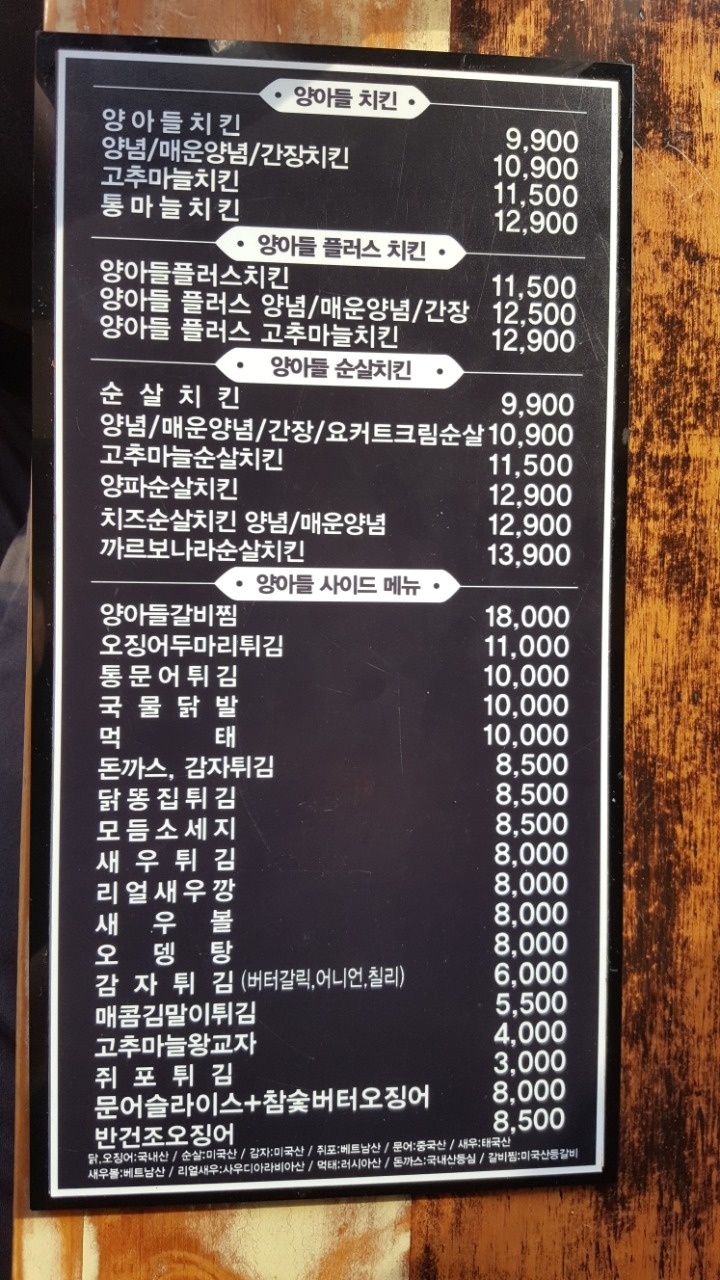 양아들 치킨
양아들치킨 9,900
양념/매운양념/간장치킨 10,900
고추마늘치킨 11,500
통마늘치킨 12,900
양아들 플러스 치킨
양아들플러스치킨 11,500
양아들 플러스 양념/매운양념/간장 12,500
양아들 플러스 고추마늘치킨 12,900
양아들 순살치킨
순살치킨 9,900
양념/매운양념/간장/요커트크림순살 10,900
고추마늘순살치킨 11,500
양파순살치킨 12,900
치즈순살치킨 양념/매운양념 12,900
까르보나라순살치킨 13,900
양아들 사이드 메뉴
양아들갈비찜 18,000
오징어두마리튀김 11,000
통문어튀김 10,000
국물닭발 10,000
먹태 10,000
돈까스, 감자튀김 8,500
닭똥집튀김 8,500
모듬소세지 8,500
새우튀김 8,000
리얼새우깡 8,000
새우볼 8,000
오뎅탕 8,000
감자튀김 (버터갈릭,어니언,칠리) 6,000
매콤김말이튀김 5,500
고추마늘왕교자 4,000
쥐포튀김 3,000
문어슬라이스+참숯버터오징어 8,000
반건조오징어 8,500
닭,오징어:국내산 / 순살:미국산 / 감자:미국산 / 쥐포:베트남산 / 문어:중국산 / 새우:태국산
새우볼:베트남산 / 리얼새우:사우디아라비아산 / 먹태:러시아산 / 돈까스:국내산등심 / 갈비찜:미국산등갈비